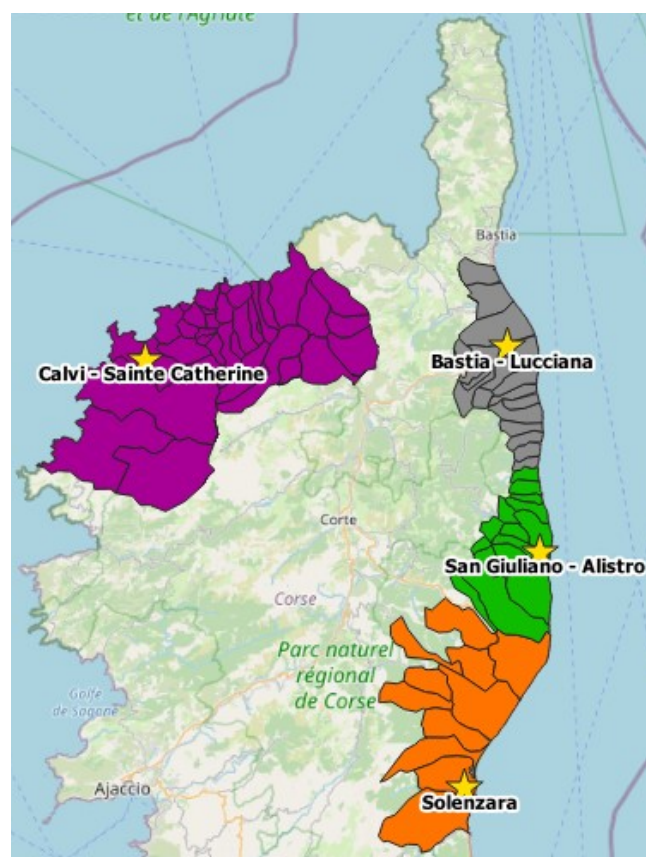 et de l'Agriate
Bastia
Bastia - Lucciana
Calvi - Sainte Catherine
Corte
San Giuliano - Alistro
Corse
Parc naturel
régional
de Corse
Golfe
de Sagone
Ajaccio
Solenzara